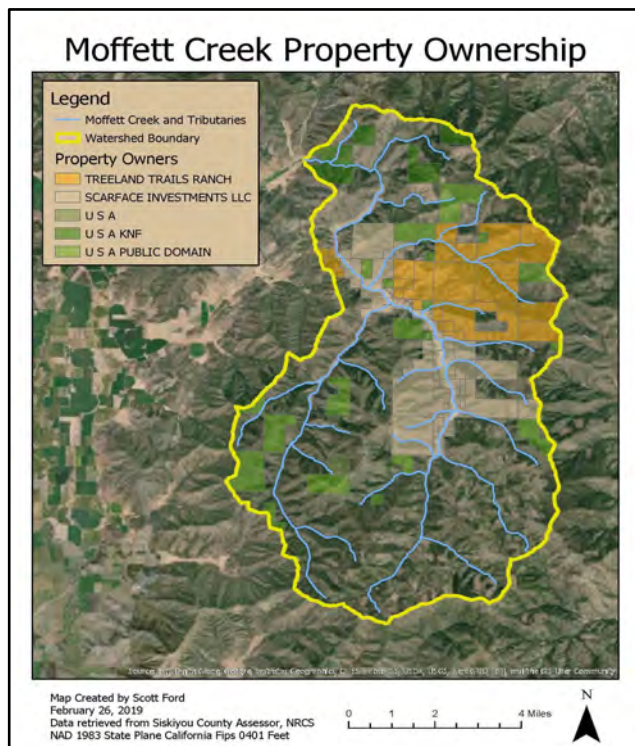 Moffett Creek Property Ownership
Legend
Moffett Creek and Tributaries
Watershed Boundary
Property Owners
TREELAND TRAILS RANCH
SCARFACE INVESTMENTS LLC
U S A
U S A KNF
U S A PUBLIC DOMAIN
Community
Map Created by Scott Ford
February 26, 2019
Data retrieved from Siskiyou County Assessor, NRCS
NAD 1983 State Plane California Fips 0401 Feet
0 1 2 4 Miles
N